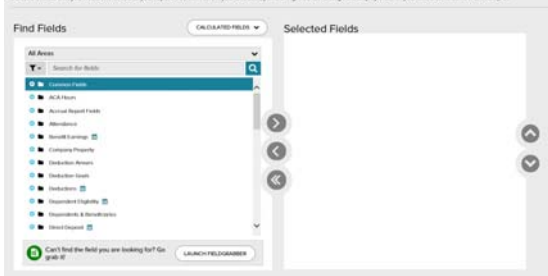 Find Fields
CALCULATED FIELDS
Selected Fields
All Areas
Search for fields
Common Fields
ACA Hours
Accrual Report Fields
Attendance
Benefit Earnings
Company Property
Deduction Arrears
Deduction Goals
Deductions
Dependent Eligibility
Dependents & Beneficiaries
Direct Deposit
Can't find the field you are looking for? Go
grab it!
LAUNCH FIELDGRABBER